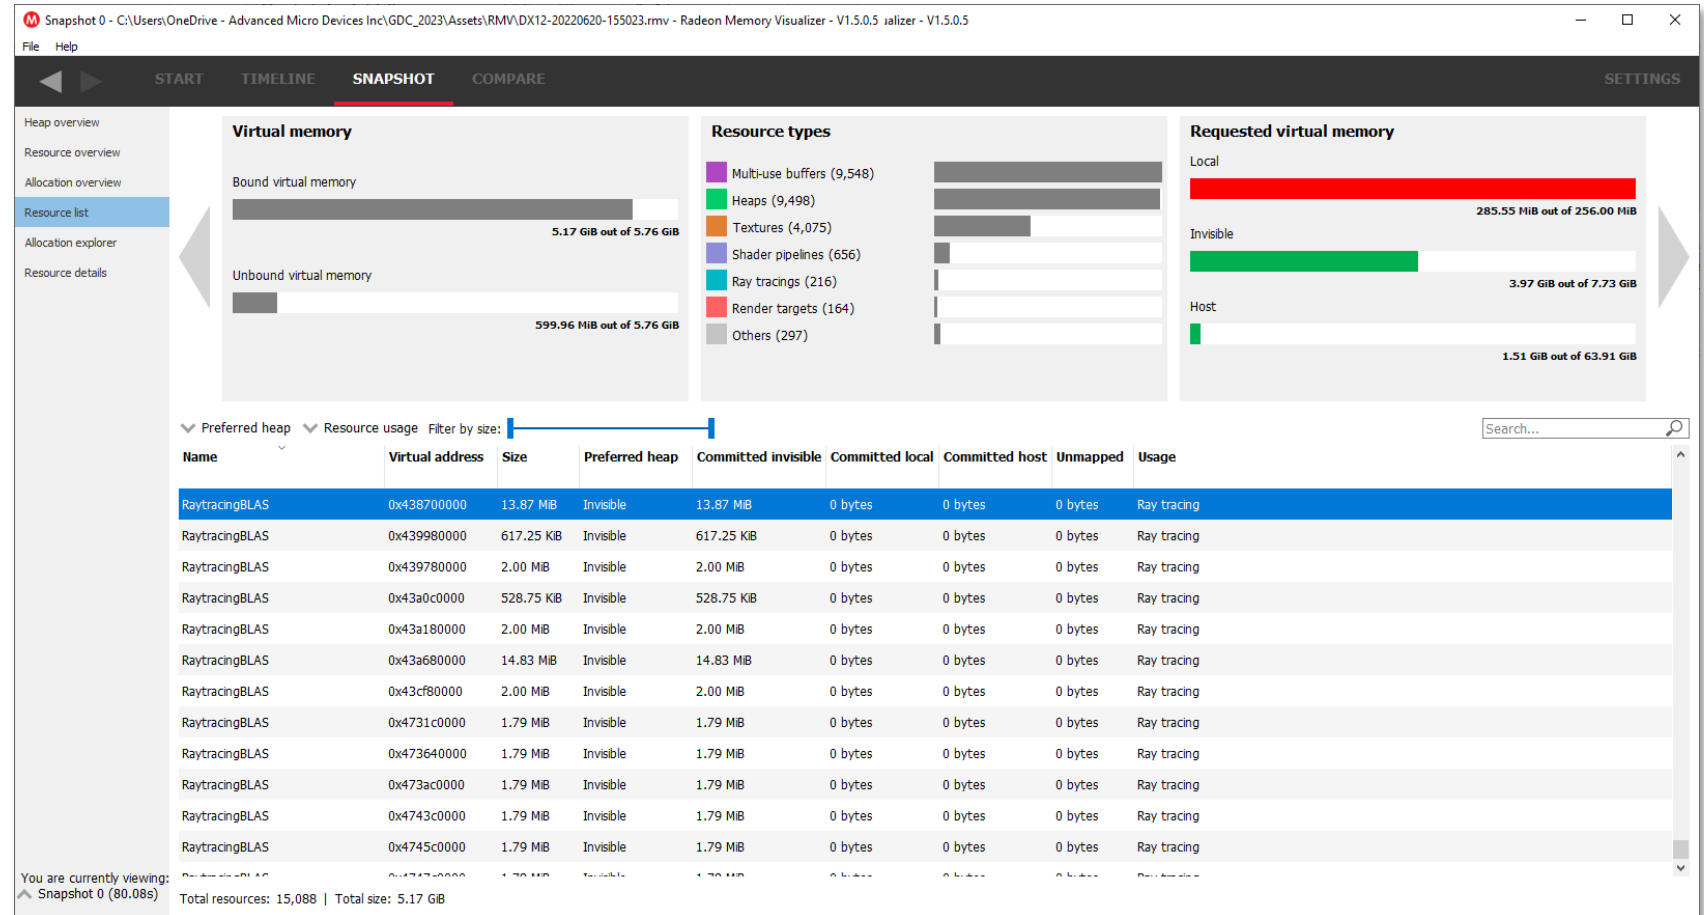 Snapshot 0 - C:\Users\OneDrive - Advanced Micro Devices Inc\GDC_2023\Assets\RMV\DX12-20220620-155023.rmv - Radeon Memory Visualizer - V1.5.0.5 ıalizer - V1.5.0.5
File Help
START TIMELINE SNAPSHOT COMPARE SETTINGS
Heap overview
Resource overview
Allocation overview
Resource list
Allocation explorer
Resource details
Virtual memory
Bound virtual memory
5.17 GiB out of 5.76 GiB
Unbound virtual memory
599.96 MiB out of 5.76 GiB
Resource types
Multi-use buffers (9,548)
Heaps (9,498)
Textures (4,075)
Shader pipelines (656)
Ray tracings (216)
Render targets (164)
Others (297)
Requested virtual memory
Local
285.55 MiB out of 256.00 MiB
Invisible
3.97 GiB out of 7.73 GiB
Host
1.51 GiB out of 63.91 GiB
Preferred heap Resource usage Filter by size: Search...
Name Virtual address Size Preferred heap Committed invisible Committed local Committed host Unmapped Usage
RaytracingBLAS 0x438700000 13.87 MiB Invisible 13.87 MiB 0 bytes 0 bytes 0 bytes Ray tracing
RaytracingBLAS 0x439980000 617.25 KiB Invisible 617.25 KiB 0 bytes 0 bytes 0 bytes Ray tracing
RaytracingBLAS 0x439780000 2.00 MiB Invisible 2.00 MiB 0 bytes 0 bytes 0 bytes Ray tracing
RaytracingBLAS 0x43a0c0000 528.75 KiB Invisible 528.75 KiB 0 bytes 0 bytes 0 bytes Ray tracing
RaytracingBLAS 0x43a180000 2.00 MiB Invisible 2.00 MiB 0 bytes 0 bytes 0 bytes Ray tracing
RaytracingBLAS 0x43a680000 14.83 MiB Invisible 14.83 MiB 0 bytes 0 bytes 0 bytes Ray tracing
RaytracingBLAS 0x43cf80000 2.00 MiB Invisible 2.00 MiB 0 bytes 0 bytes 0 bytes Ray tracing
RaytracingBLAS 0x4731c0000 1.79 MiB Invisible 1.79 MiB 0 bytes 0 bytes 0 bytes Ray tracing
RaytracingBLAS 0x473640000 1.79 MiB Invisible 1.79 MiB 0 bytes 0 bytes 0 bytes Ray tracing
RaytracingBLAS 0x473ac0000 1.79 MiB Invisible 1.79 MiB 0 bytes 0 bytes 0 bytes Ray tracing
RaytracingBLAS 0x4743c0000 1.79 MiB Invisible 1.79 MiB 0 bytes 0 bytes 0 bytes Ray tracing
RaytracingBLAS 0x4745c0000 1.79 MiB Invisible 1.79 MiB 0 bytes 0 bytes 0 bytes Ray tracing
You are currently viewing:
Snapshot 0 (80.08s)
Total resources: 15,088 | Total size: 5.17 GiB